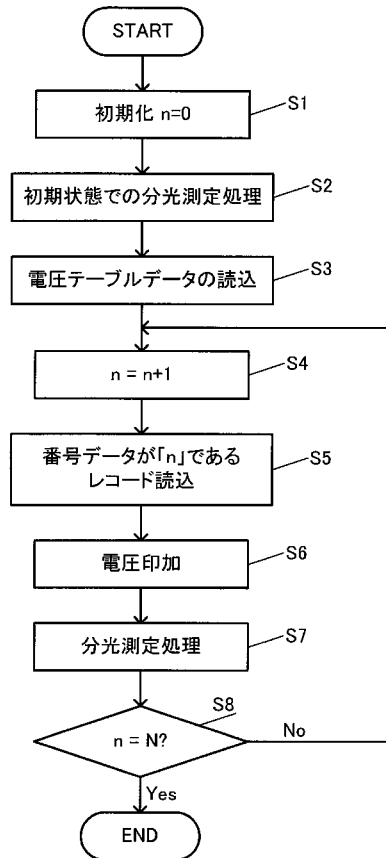 START
初期化 n=0
S1
初期状態での分光測定処理
S2
電圧テーブルデータの読込
S3
n = n+1
S4
番号データが「n」である
レコード読込
S5
電圧印加
S6
分光測定処理
S7
S8
n = N?
No
Yes
END